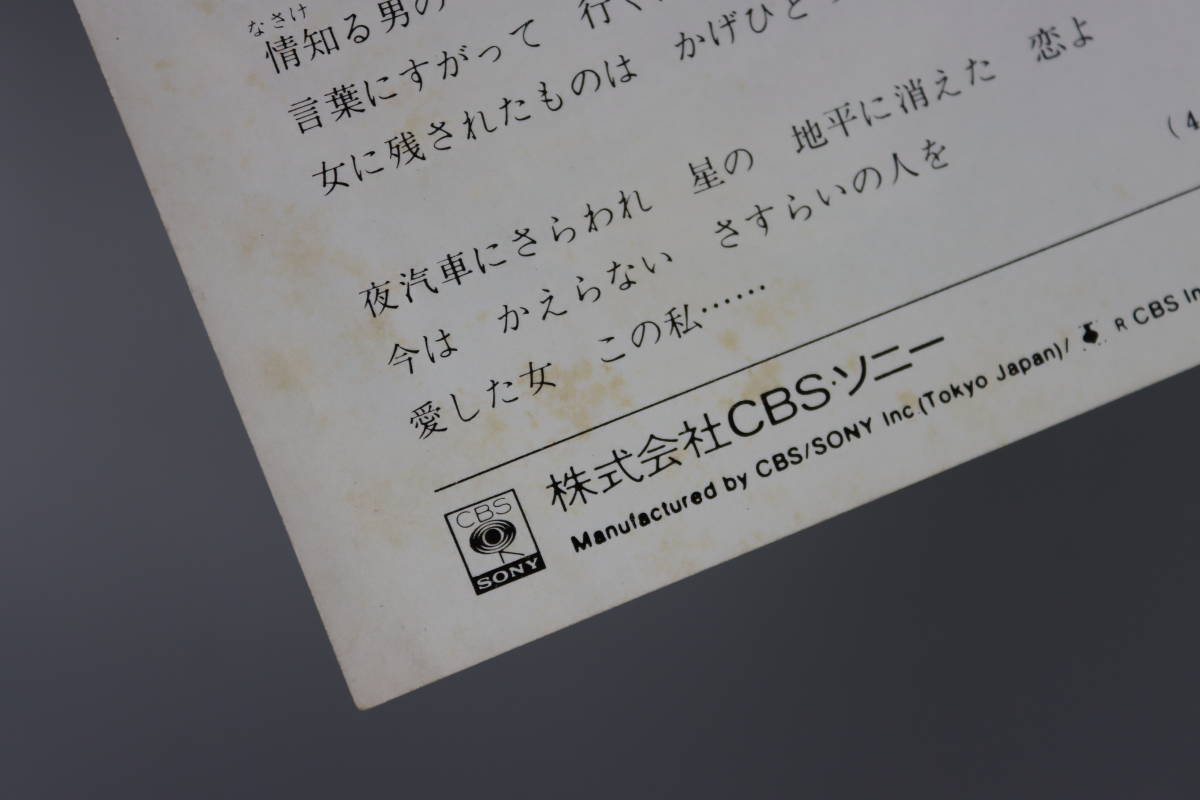 なさけ
情知る男の
言葉にすがって　行く
女に残されたものは　かげひと
夜汽車にさらわれ　星の　地平に消えた　恋よ
今は　かえらない　さすらいの人を
愛した女　この私……
(4
株式会社CBS・ソニー
Manufactured by CBS/SONY Inc.(Tokyo Japan)/ R CBS In
CBS
SONY